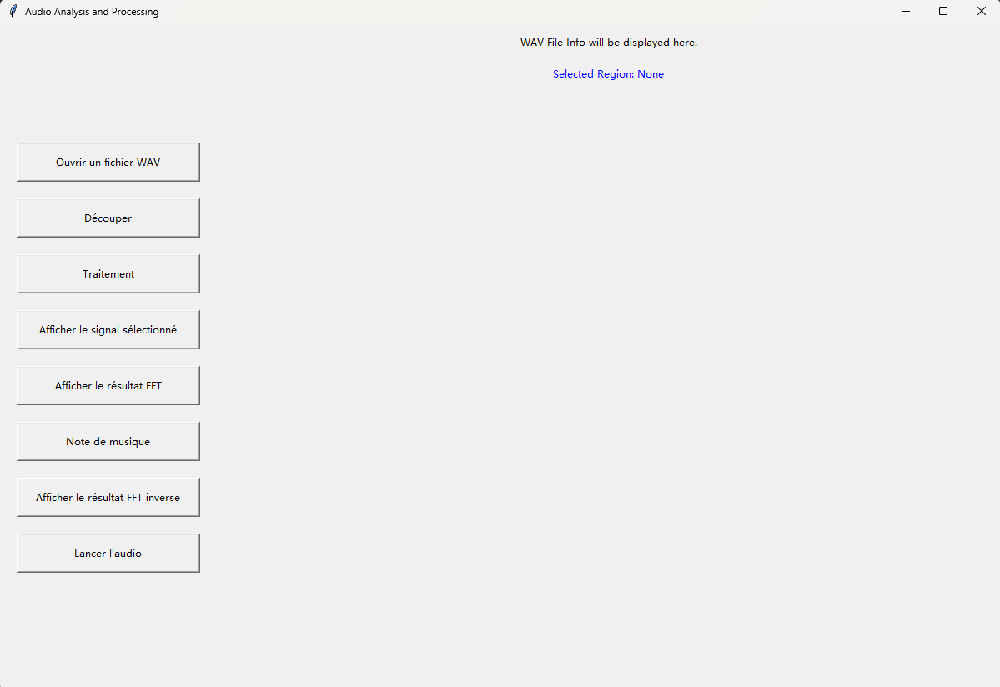 Audio Analysis and Processing
WAV File Info will be displayed here.
Selected Region: None
Ouvrir un fichier WAV
Découper
Traitement
Afficher le signal sélectionné
Afficher le résultat FFT
Note de musique
Afficher le résultat FFT inverse
Lancer l'audio